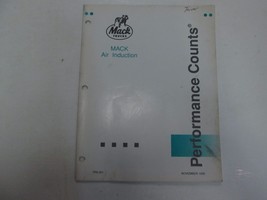 Mack
TRUCKS
MACK
Air Induction
Performance Counts®